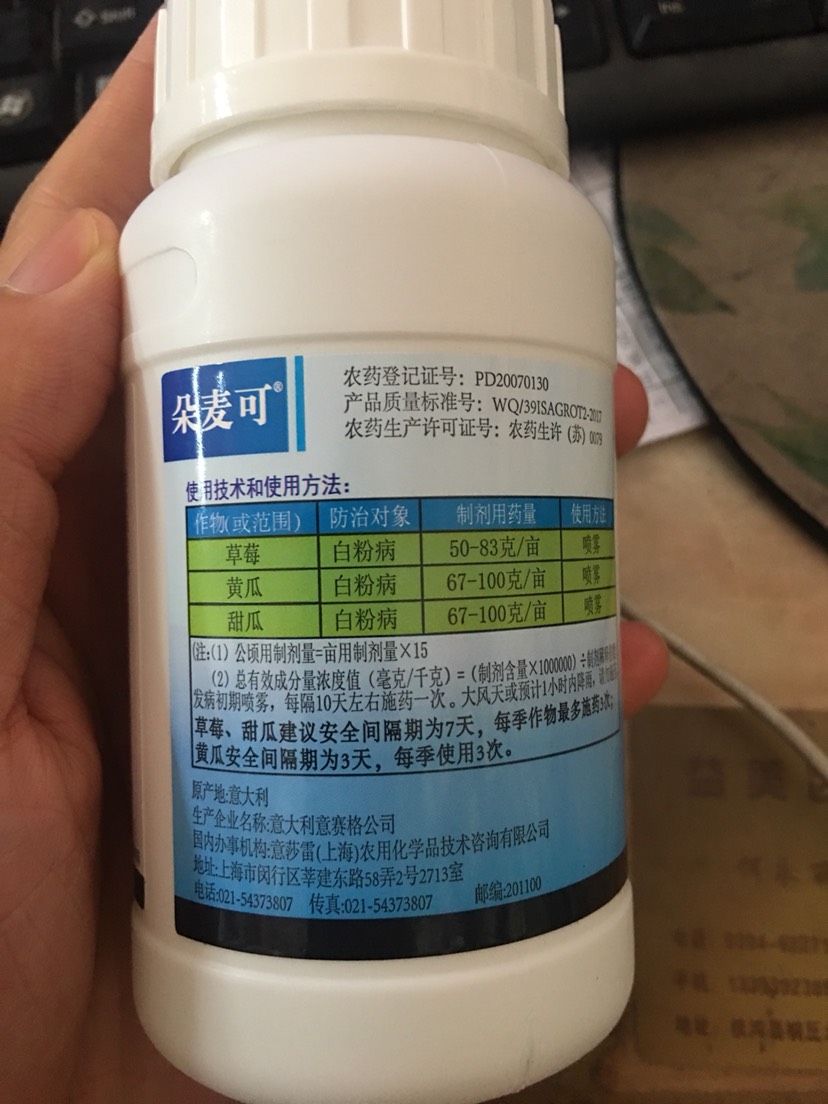 朵麦可®
农药登记证号：PD20070130
产品质量标准号：WQ/39ISAGROT2-2017
农药生产许可证号：农药生许（苏）0079
使用技术和使用方法：
作物(或范围) 防治对象 制剂用药量 使用方法
草莓 白粉病 50-83克/亩 喷雾
黄瓜 白粉病 67-100克/亩 喷雾
甜瓜 白粉病 67-100克/亩 喷雾
(注:(1) 公顷用制剂量=亩用制剂量×15
(2) 总有效成分量浓度值（毫克/千克）=（制剂含量×1000000）÷制剂
发病初期喷雾，每隔10天左右施药一次。大风天或预计1小时内降雨，请
草莓、甜瓜建议安全间隔期为7天，每季作物最多施药3次；
黄瓜安全间隔期为3天，每季使用3次。
原产地:意大利
生产企业名称:意大利意赛格公司
国内办事机构:意莎雷(上海)农用化学品技术咨询有限公司
地址:上海市闵行区莘建东路58弄2号2713室
电话:021-54373807 传真:021-54373807 邮编:201100